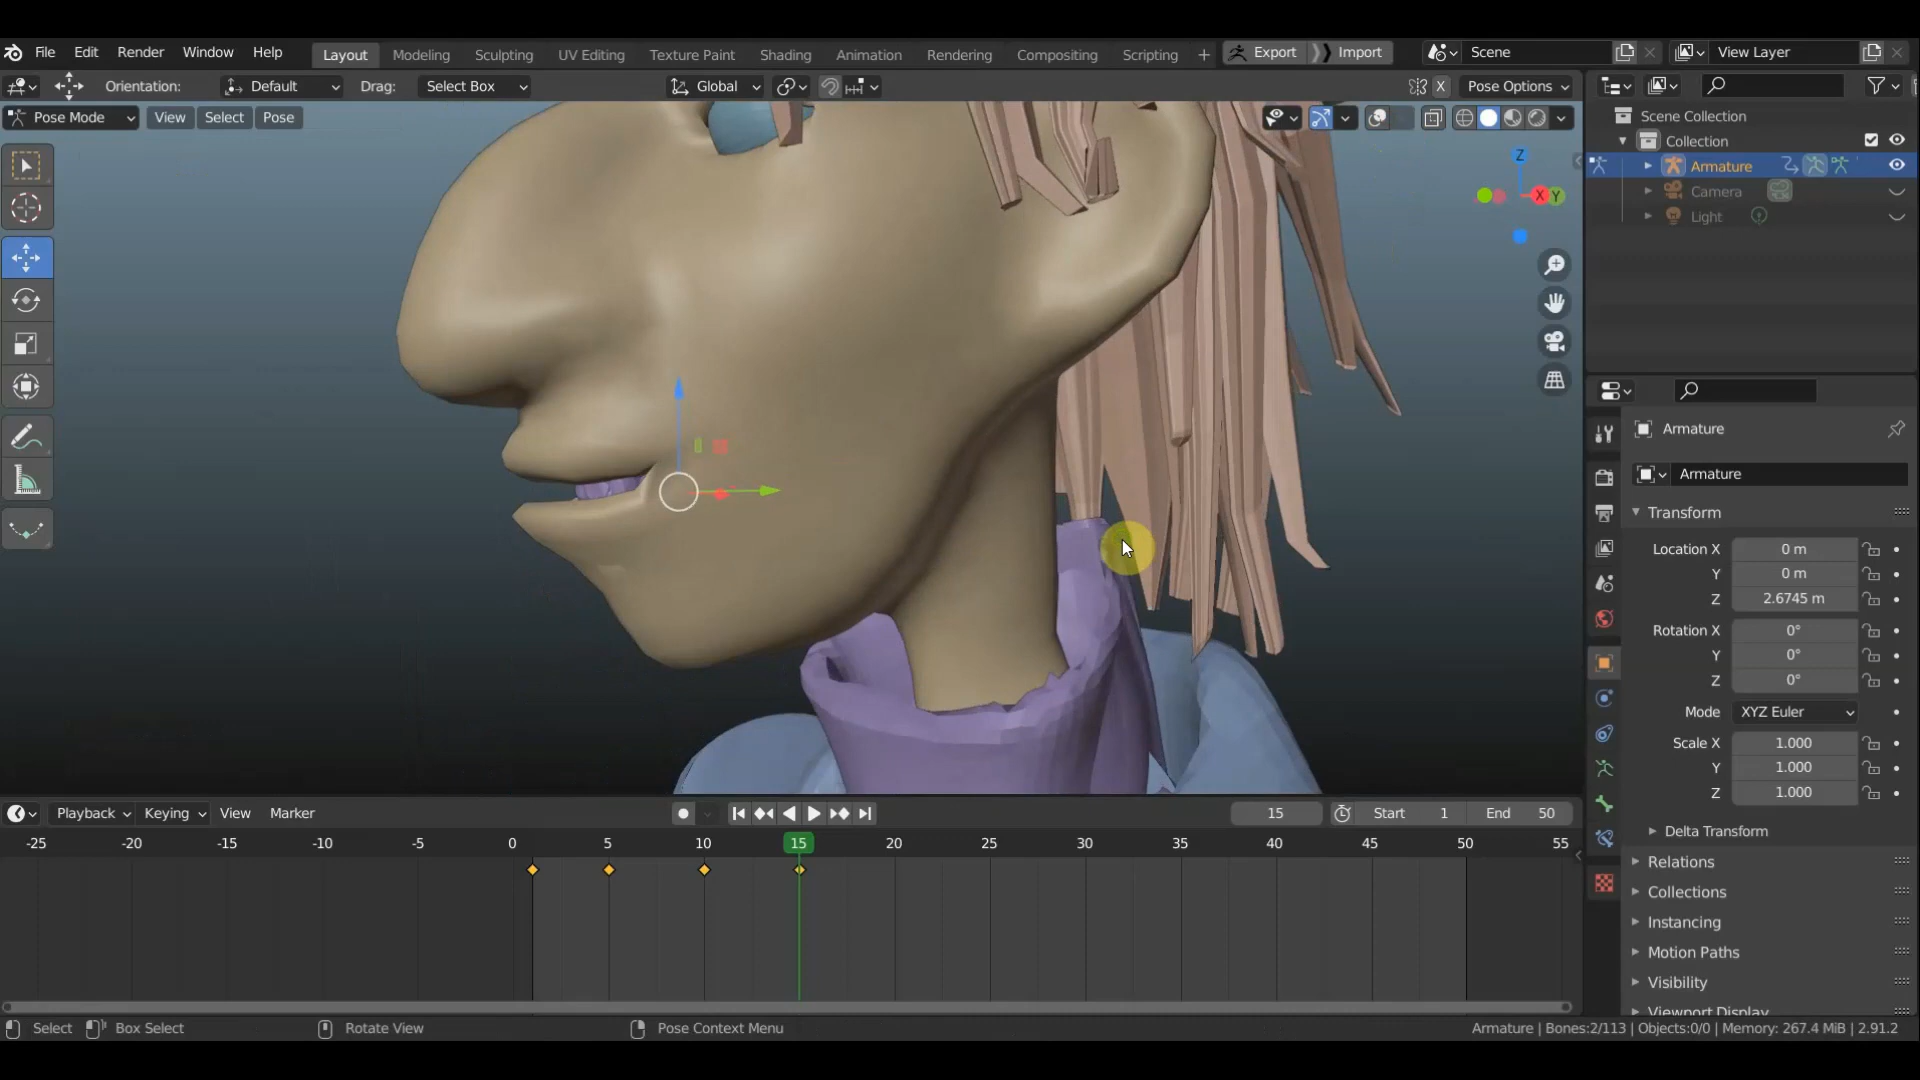 File Edit Render Window Help Layout Modeling Sculpting UV Editing Texture Paint Shading Animation Rendering Compositing Scripting + Export Import Scene View Layer
Orientation: Default Drag: Select Box Global X Pose Options
Pose Mode View Select Pose
Scene Collection
Collection
Armature
Camera
Light
Z
X Y
Armature
Armature
Transform
Location X 0 m
Y 0 m
Z 2.6745 m
Rotation X 0°
Y 0°
Z 0°
Mode XYZ Euler
Scale X 1.000
Y 1.000
Z 1.000
Delta Transform
Relations
Collections
Instancing
Motion Paths
Visibility
Viewport Display
Playback Keying View Marker 15 Start 1 End 50
-25 -20 -15 -10 -5 0 5 10 15 20 25 30 35 40 45 50 55
Select Box Select Rotate View Pose Context Menu Armature | Bones:2/113 | Objects:0/0 | Memory: 267.4 MiB | 2.91.2